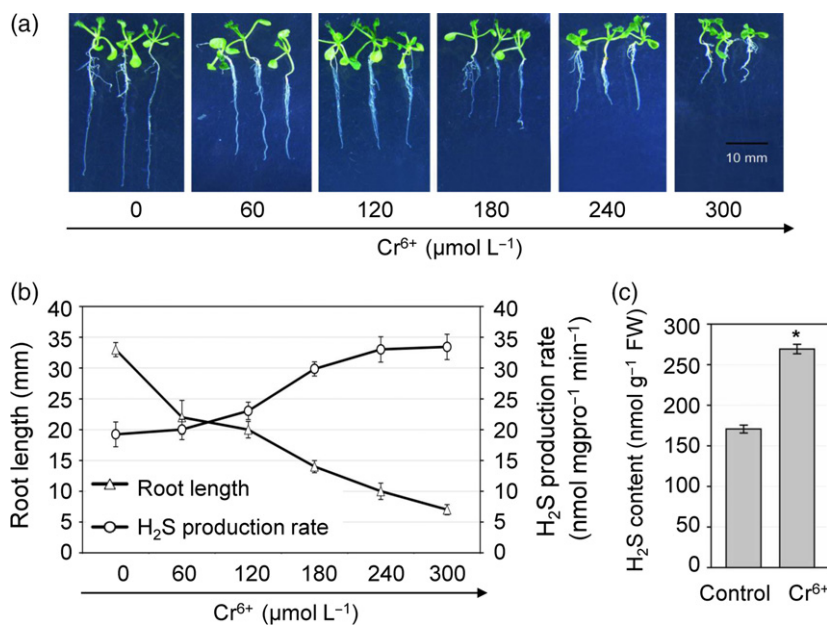 (a)
10 mm
0 60 120 180 240 300
Cr⁶⁺ (µmol L⁻¹)
(b)
40 35 30 25 20 15 10 5 0
Root length (mm)
Root length
H₂S production rate
40 35 30 25 20 15 10 5 0
H₂S production rate
(nmol mgpro⁻¹ min⁻¹)
0 60 120 180 240 300
Cr⁶⁺ (µmol L⁻¹)
(c)
300 250 200 150 170 100 50 0
H₂S content (nmol g⁻¹ FW)
*
Control Cr⁶⁺